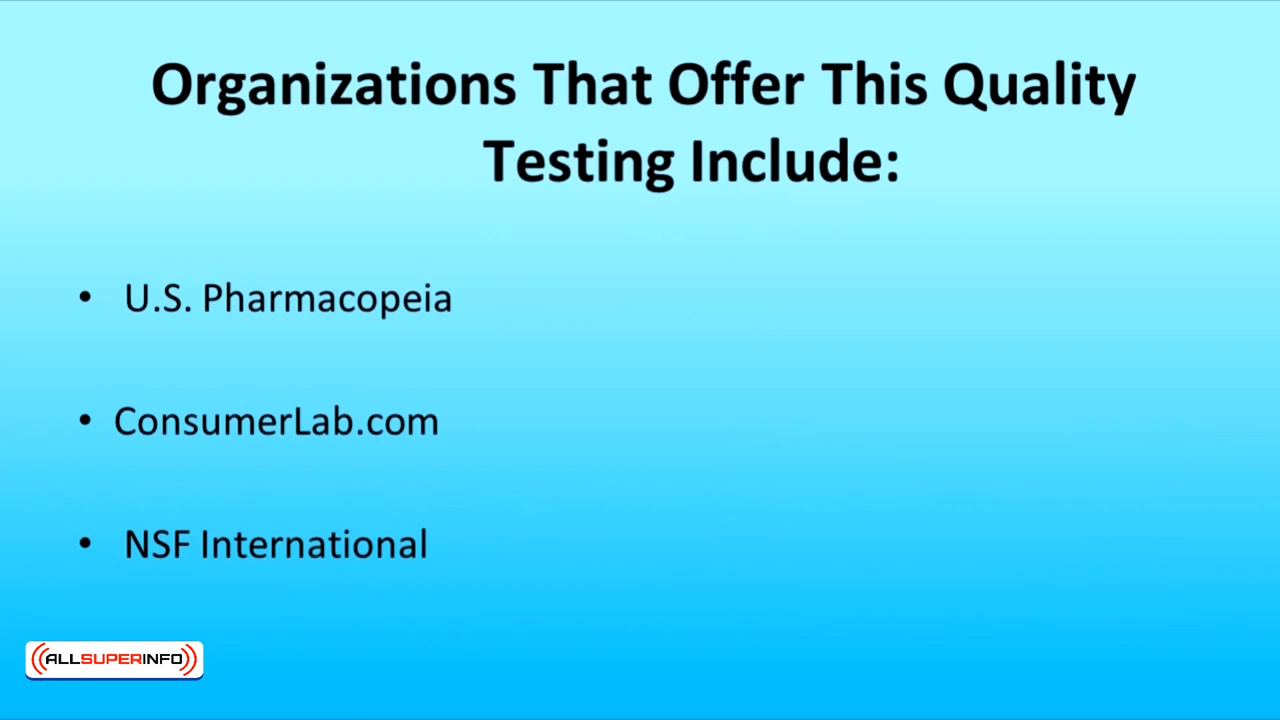 Organizations That Offer This Quality
Testing Include:
• U.S. Pharmacopeia
• ConsumerLab.com
• NSF International
ALLSUPERINFO